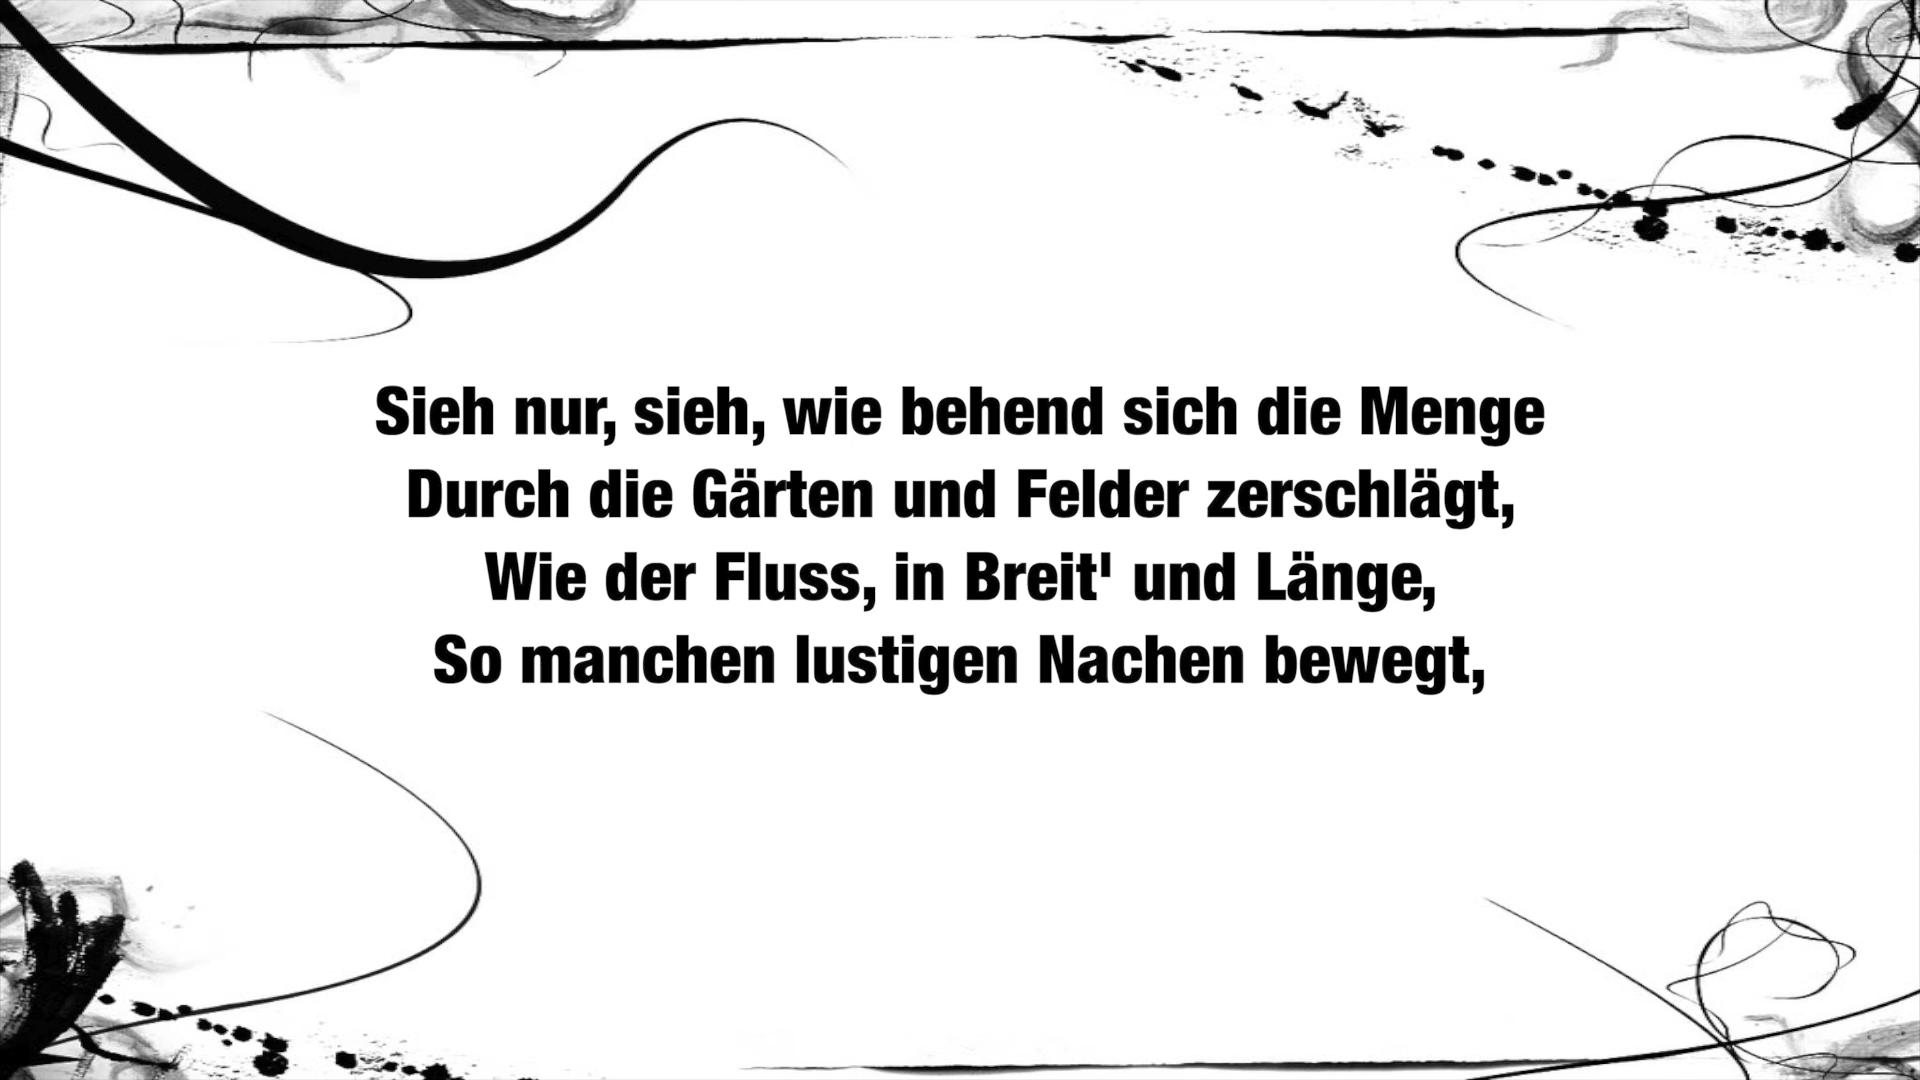 Sieh nur, sieh, wie behend sich die Menge
Durch die Gärten und Felder zerschlägt,
Wie der Fluss, in Breit' und Länge,
So manchen lustigen Nachen bewegt,